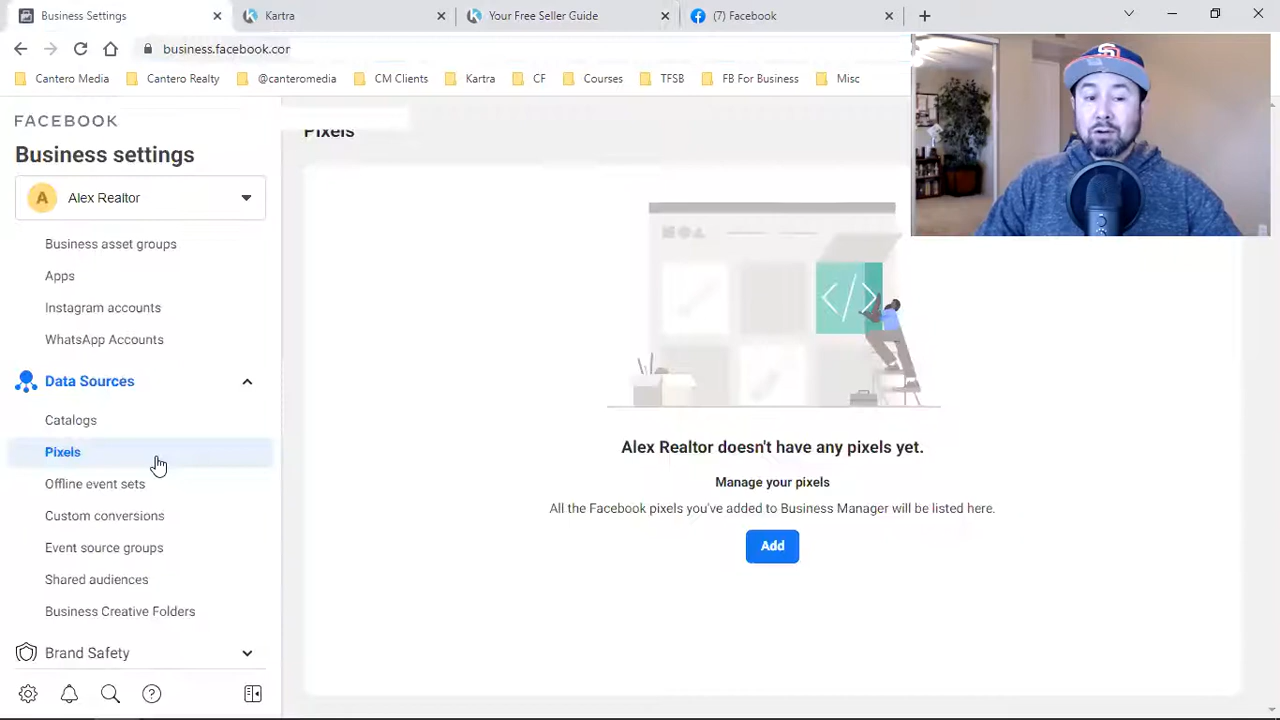 Business Settings
Kartra
Your Free Seller Guide
(7) Facebook
business.facebook.cor
Cantero Media
Cantero Realty
@canteromedia
CM Clients
Kartra
CF
Courses
TFSB
FB For Business
Misc
FACEBOOK
Business settings
A
Alex Realtor
Business asset groups
Apps
Instagram accounts
WhatsApp Accounts
Data Sources
Catalogs
Pixels
Offline event sets
Custom conversions
Event source groups
Shared audiences
Business Creative Folders
Brand Safety
Pixels
</>
Alex Realtor doesn't have any pixels yet.
Manage your pixels
All the Facebook pixels you've added to Business Manager will be listed here.
Add